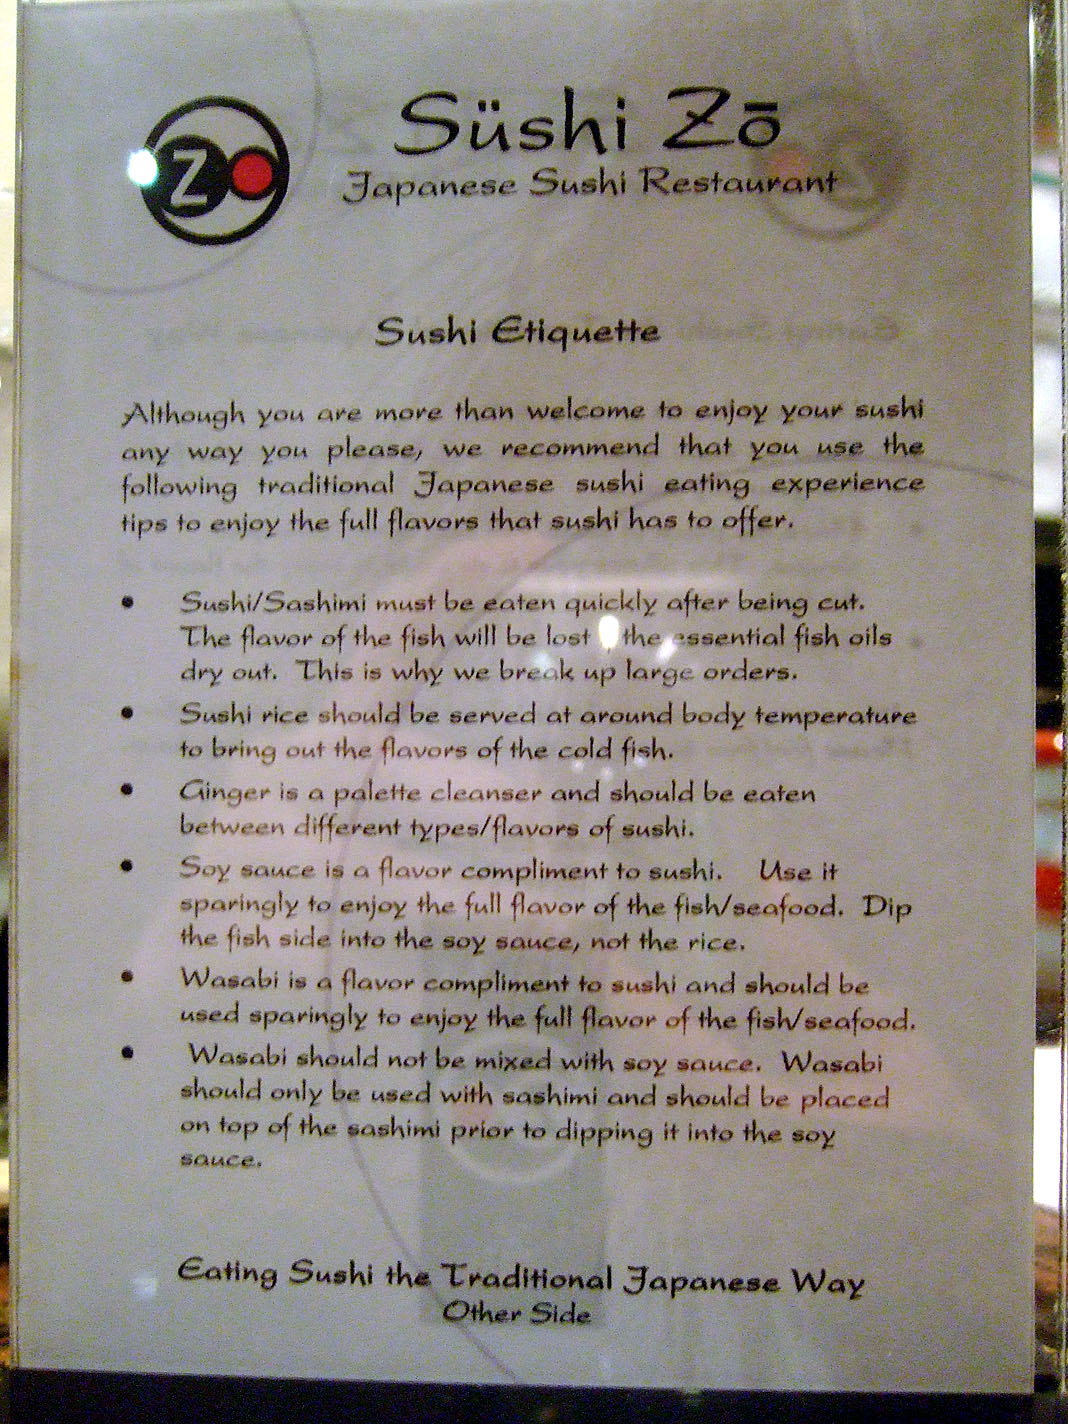 ZO
Süshi Zō
Japanese Sushi Restaurant
Sushi Etiquette
Although you are more than welcome to enjoy your sushi
any way you please, we recommend that you use the
following traditional Japanese sushi eating experience
tips to enjoy the full flavors that sushi has to offer.
• Sushi/Sashimi must be eaten quickly after being cut.
The flavor of the fish will be lost the essential fish oils
dry out. This is why we break up large orders.
• Sushi rice should be served at around body temperature
to bring out the flavors of the cold fish.
• Ginger is a palette cleanser and should be eaten
between different types/flavors of sushi.
• Soy sauce is a flavor compliment to sushi. Use it
sparingly to enjoy the full flavor of the fish/seafood. Dip
the fish side into the soy sauce, not the rice.
• Wasabi is a flavor compliment to sushi and should be
used sparingly to enjoy the full flavor of the fish/seafood.
• Wasabi should not be mixed with soy sauce. Wasabi
should only be used with sashimi and should be placed
on top of the sashimi prior to dipping it into the soy
sauce.
Eating Sushi the Traditional Japanese Way
Other Side